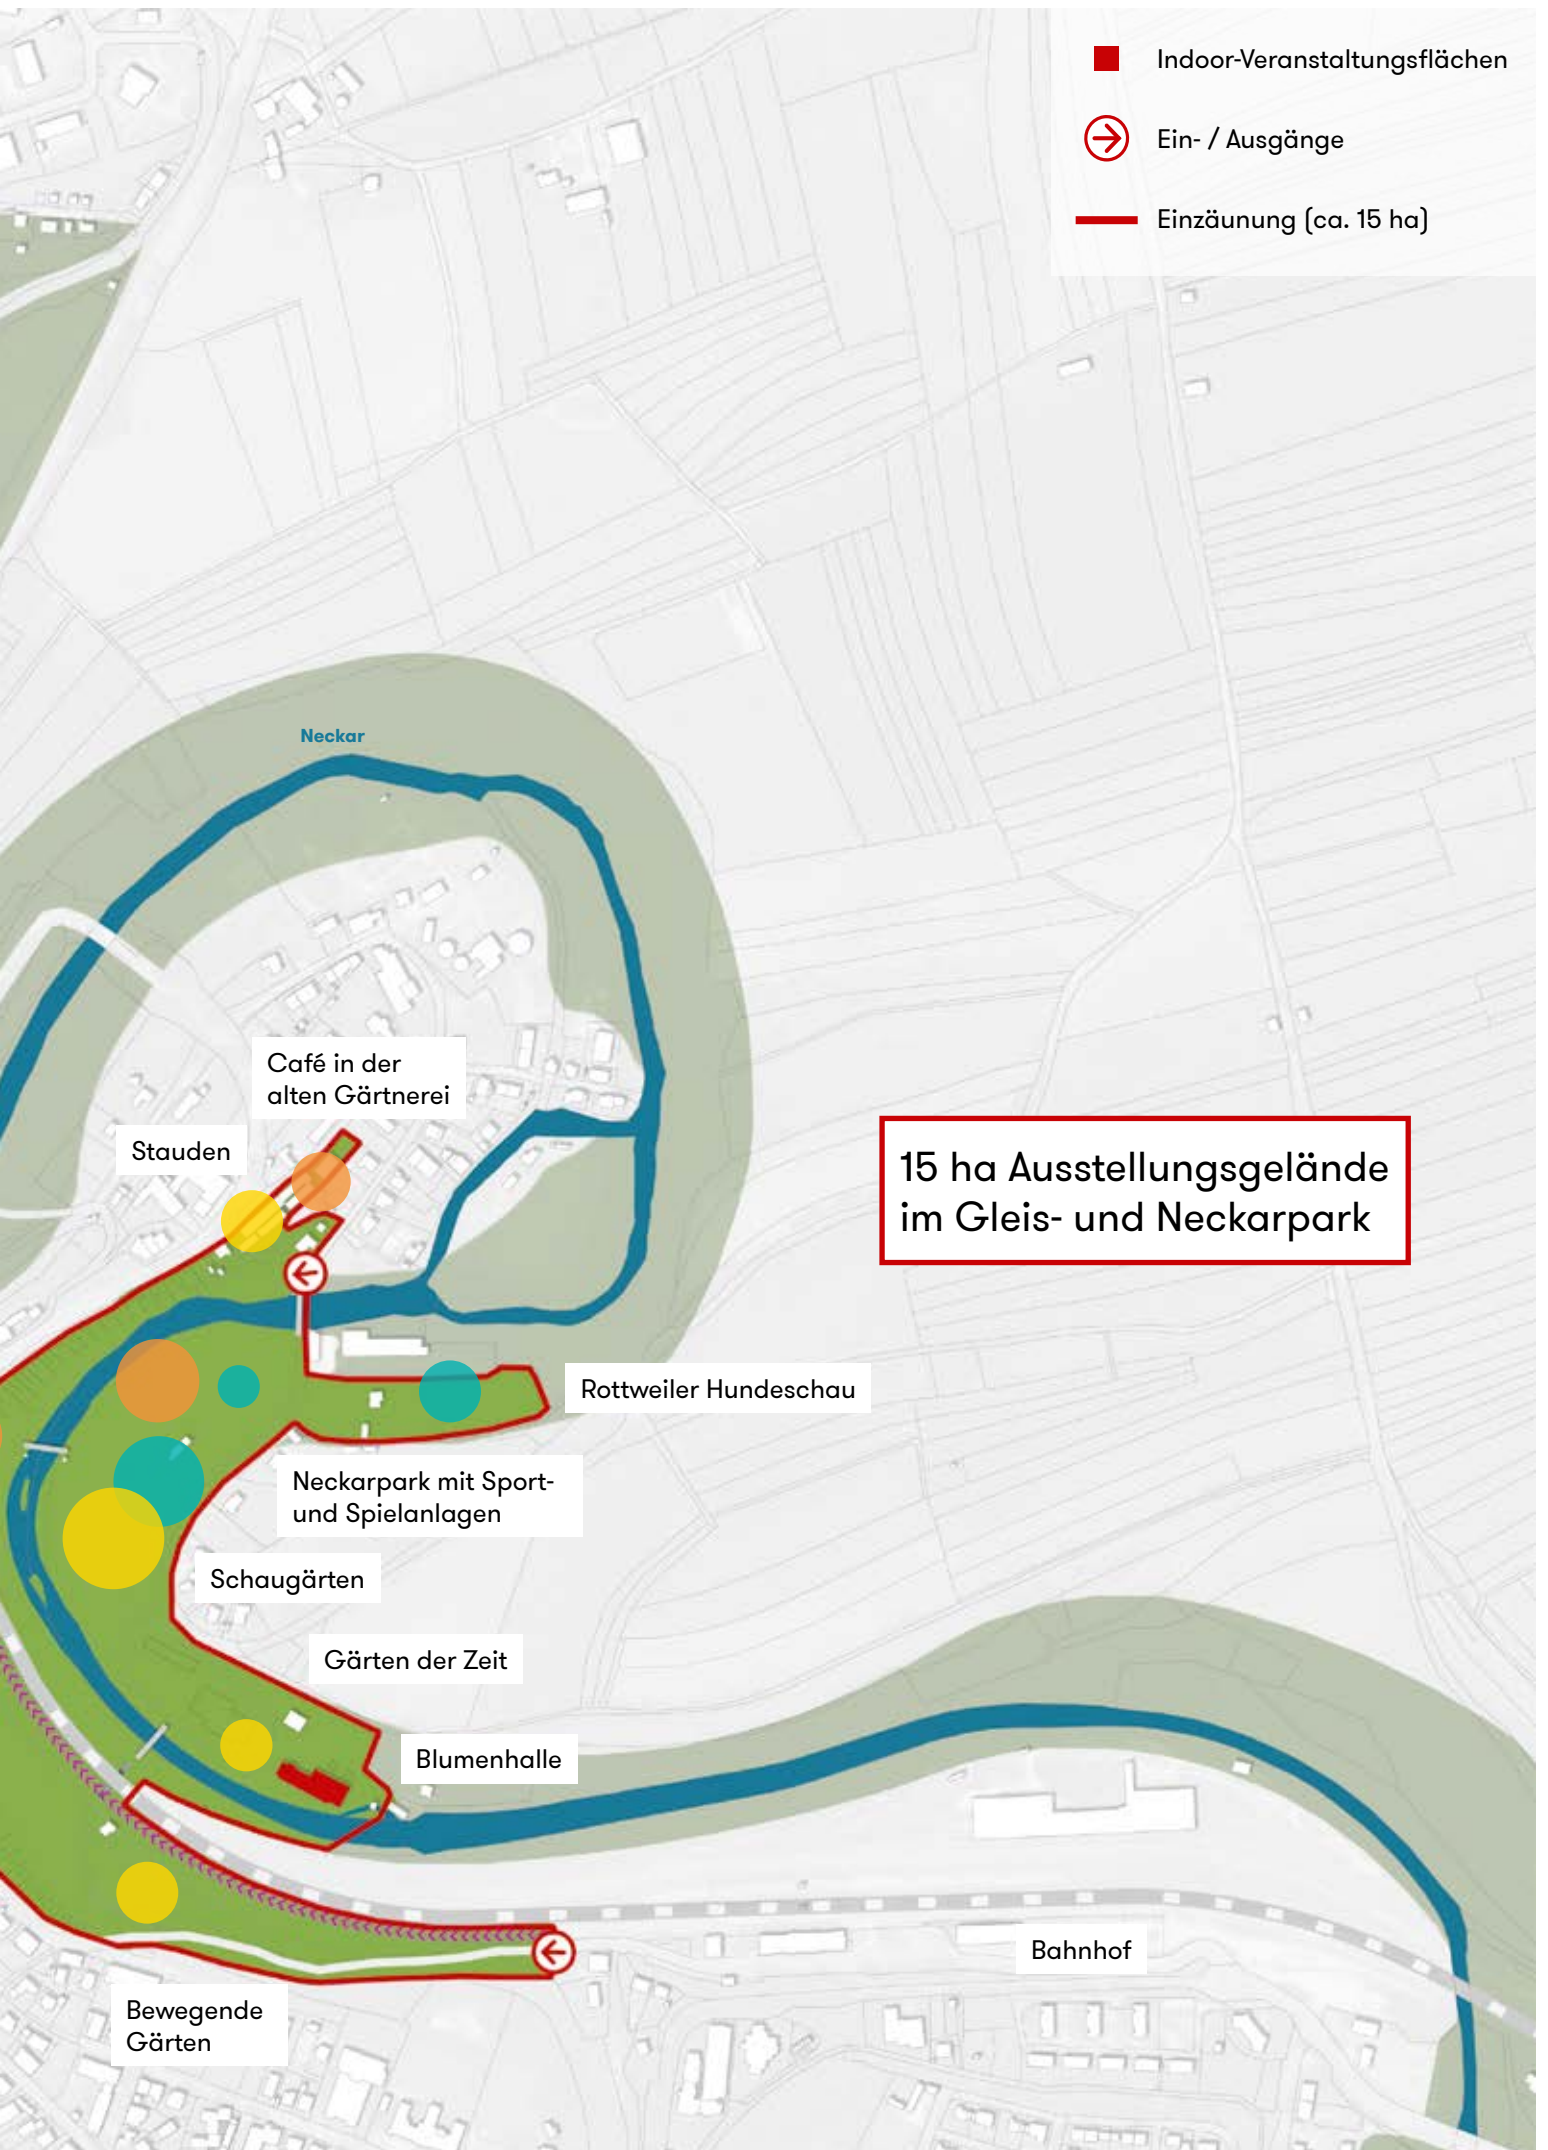 Indoor-Veranstaltungsflächen
Ein- / Ausgänge
Einzäunung (ca. 15 ha)
Neckar
Café in der
alten Gärtnerei
Stauden
15 ha Ausstellungsgelände
im Gleis- und Neckarpark
Rottweiler Hundeschau
Neckarpark mit Sport-
und Spielanlagen
Schaugärten
Gärten der Zeit
Blumenhalle
Bahnhof
Bewegende
Gärten